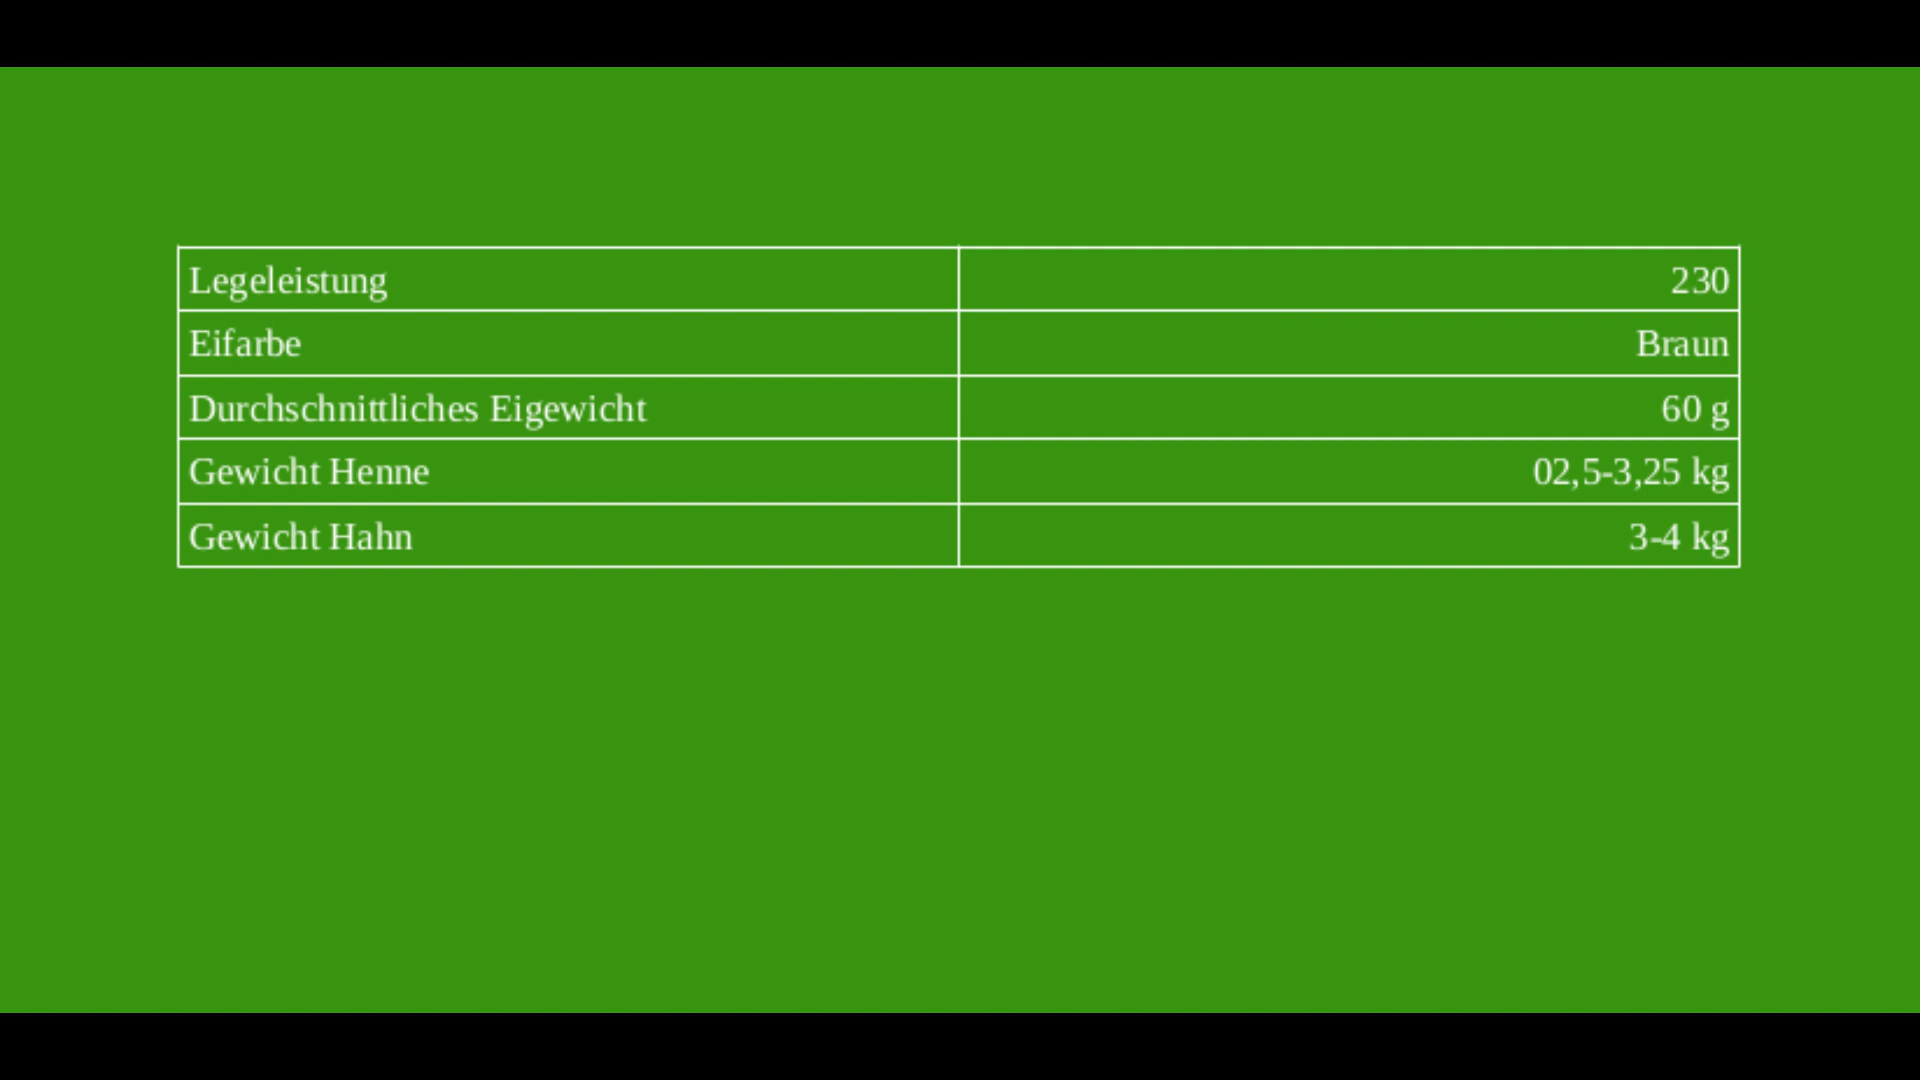 Legeleistung 230
Eifarbe Braun
Durchschnittliches Eigewicht 60 g
Gewicht Henne 02,5-3,25 kg
Gewicht Hahn 3-4 kg